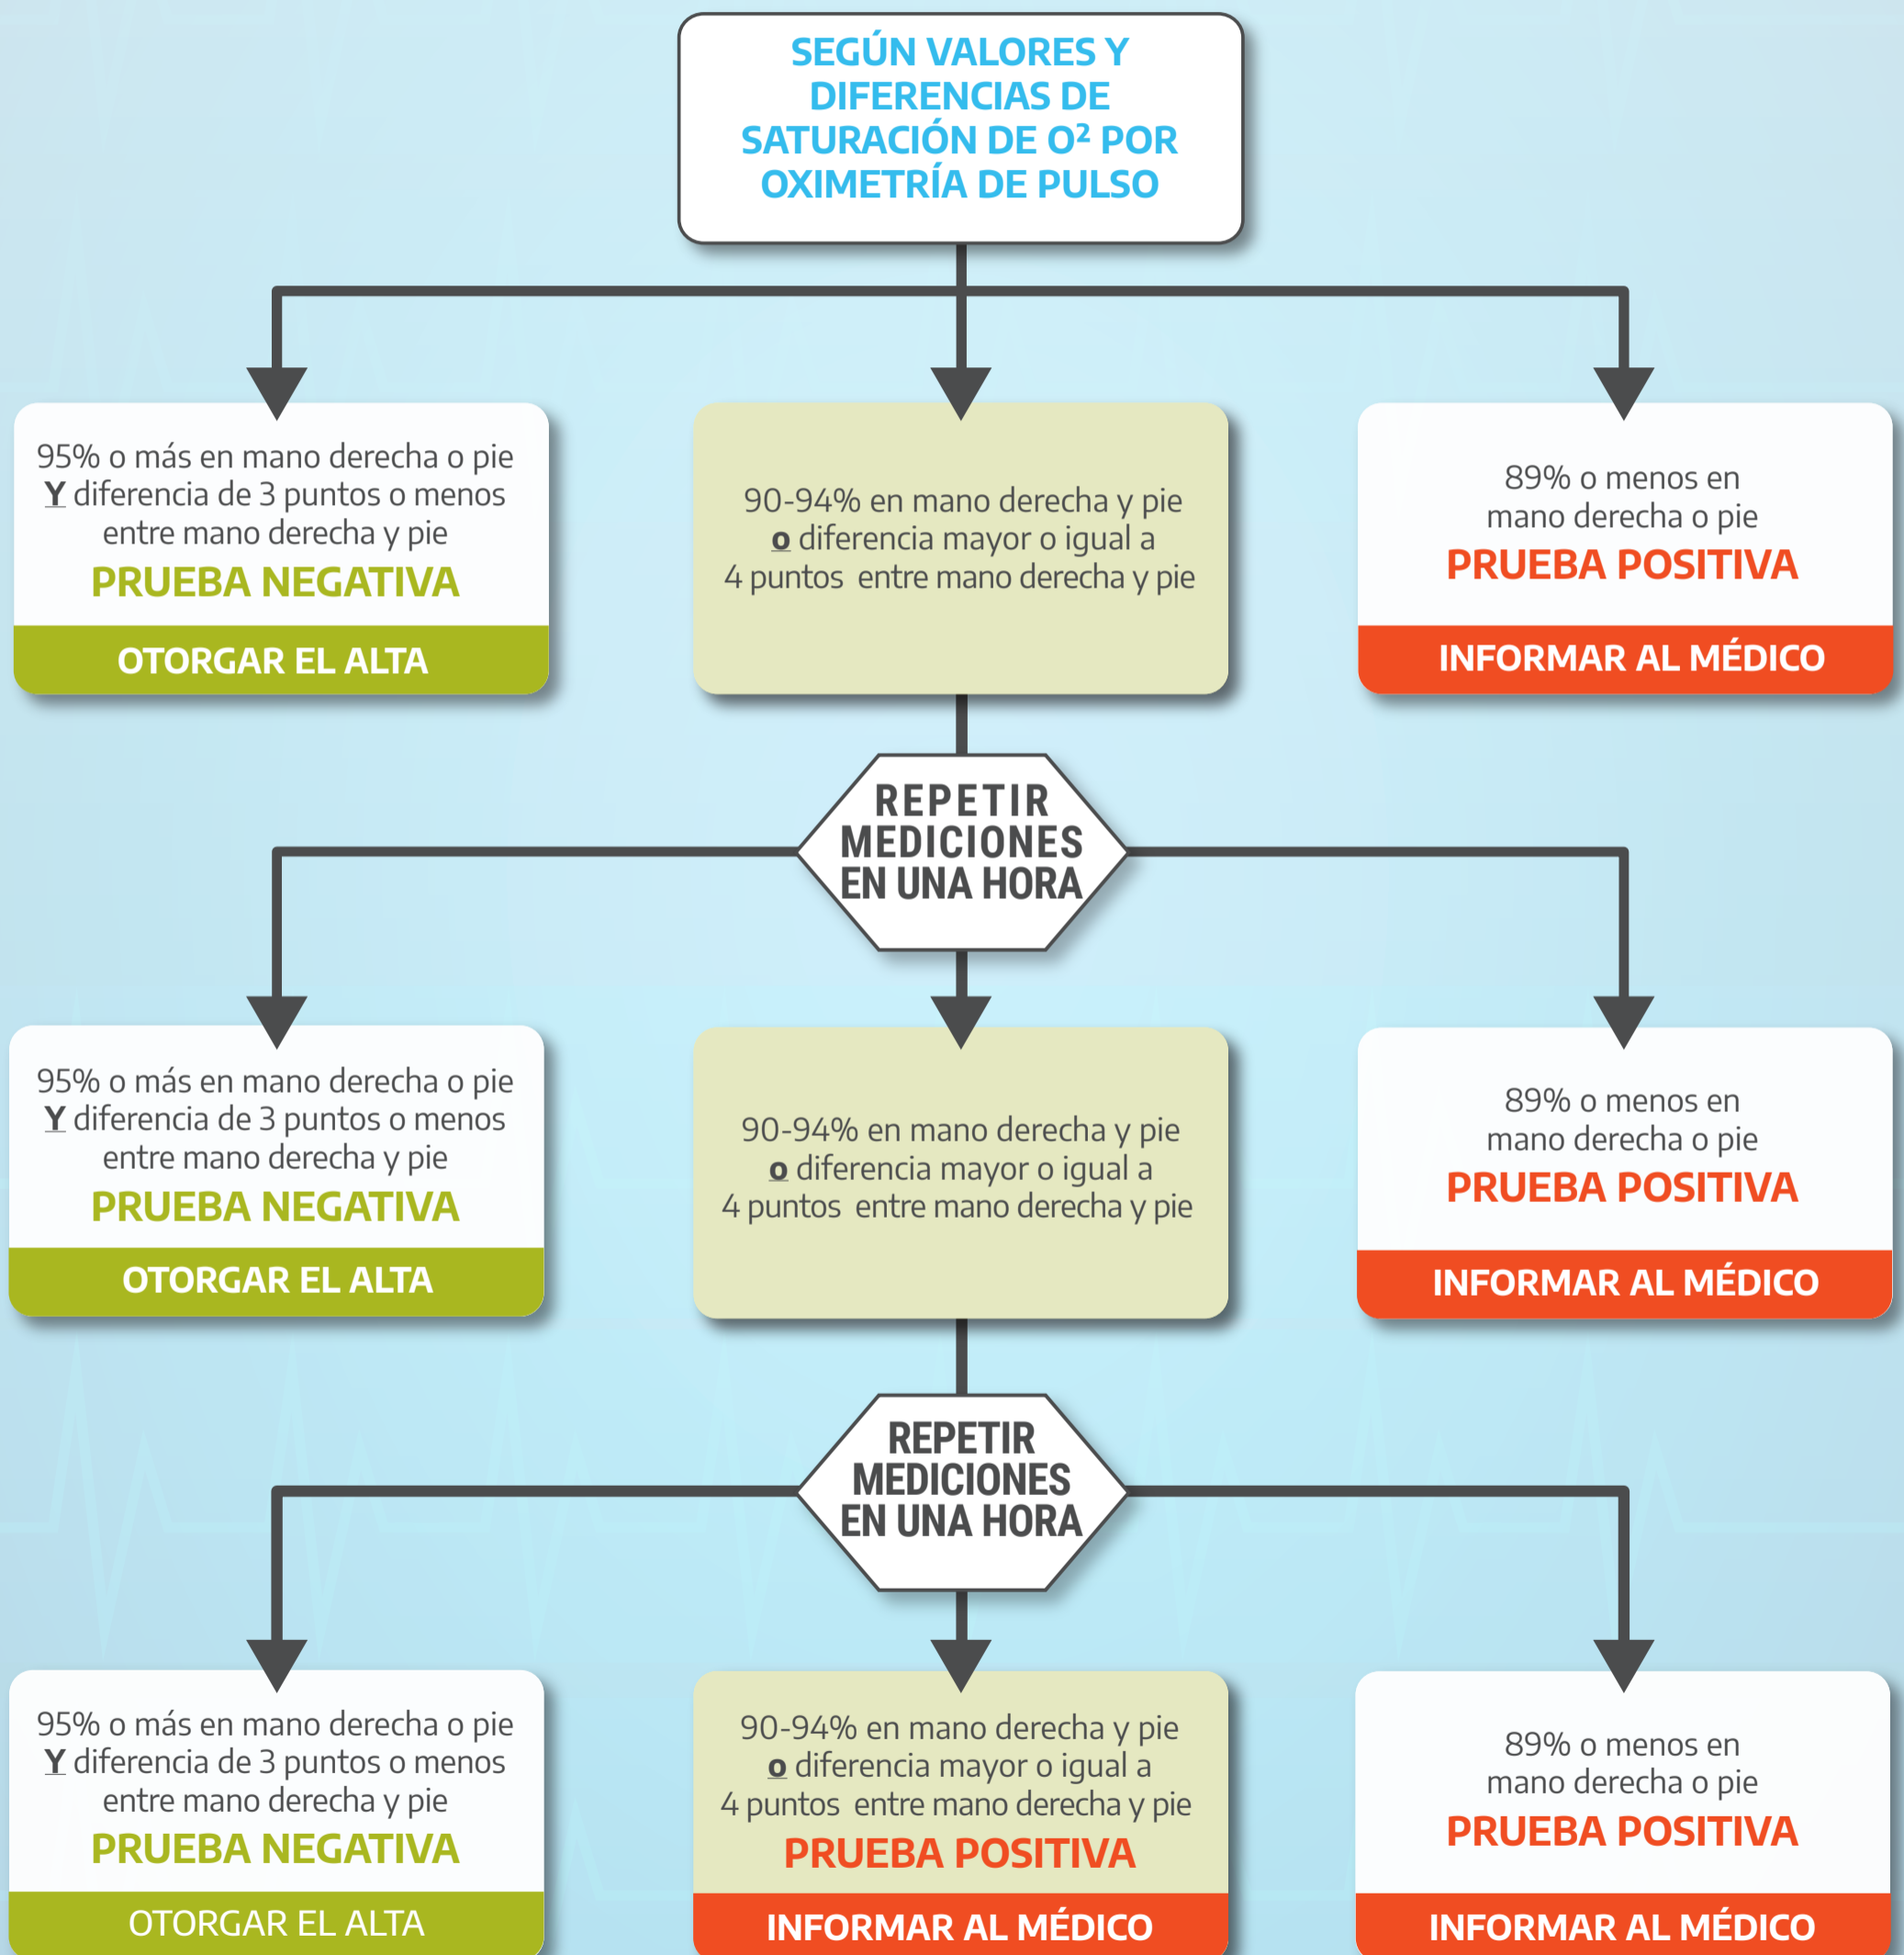 SEGÚN VALORES Y
DIFERENCIAS DE
SATURACIÓN DE O² POR
OXIMETRÍA DE PULSO
95% o más en mano derecha o pie
Y diferencia de 3 puntos o menos
entre mano derecha y pie
PRUEBA NEGATIVA
OTORGAR EL ALTA
90-94% en mano derecha y pie
o diferencia mayor o igual a
4 puntos entre mano derecha y pie
89% o menos en
mano derecha o pie
PRUEBA POSITIVA
INFORMAR AL MÉDICO
REPETIR
MEDICIONES
EN UNA HORA
95% o más en mano derecha o pie
Y diferencia de 3 puntos o menos
entre mano derecha y pie
PRUEBA NEGATIVA
OTORGAR EL ALTA
90-94% en mano derecha y pie
o diferencia mayor o igual a
4 puntos entre mano derecha y pie
89% o menos en
mano derecha o pie
PRUEBA POSITIVA
INFORMAR AL MÉDICO
REPETIR
MEDICIONES
EN UNA HORA
95% o más en mano derecha o pie
Y diferencia de 3 puntos o menos
entre mano derecha y pie
PRUEBA NEGATIVA
OTORGAR EL ALTA
90-94% en mano derecha y pie
o diferencia mayor o igual a
4 puntos entre mano derecha y pie
PRUEBA POSITIVA
INFORMAR AL MÉDICO
89% o menos en
mano derecha o pie
PRUEBA POSITIVA
INFORMAR AL MÉDICO